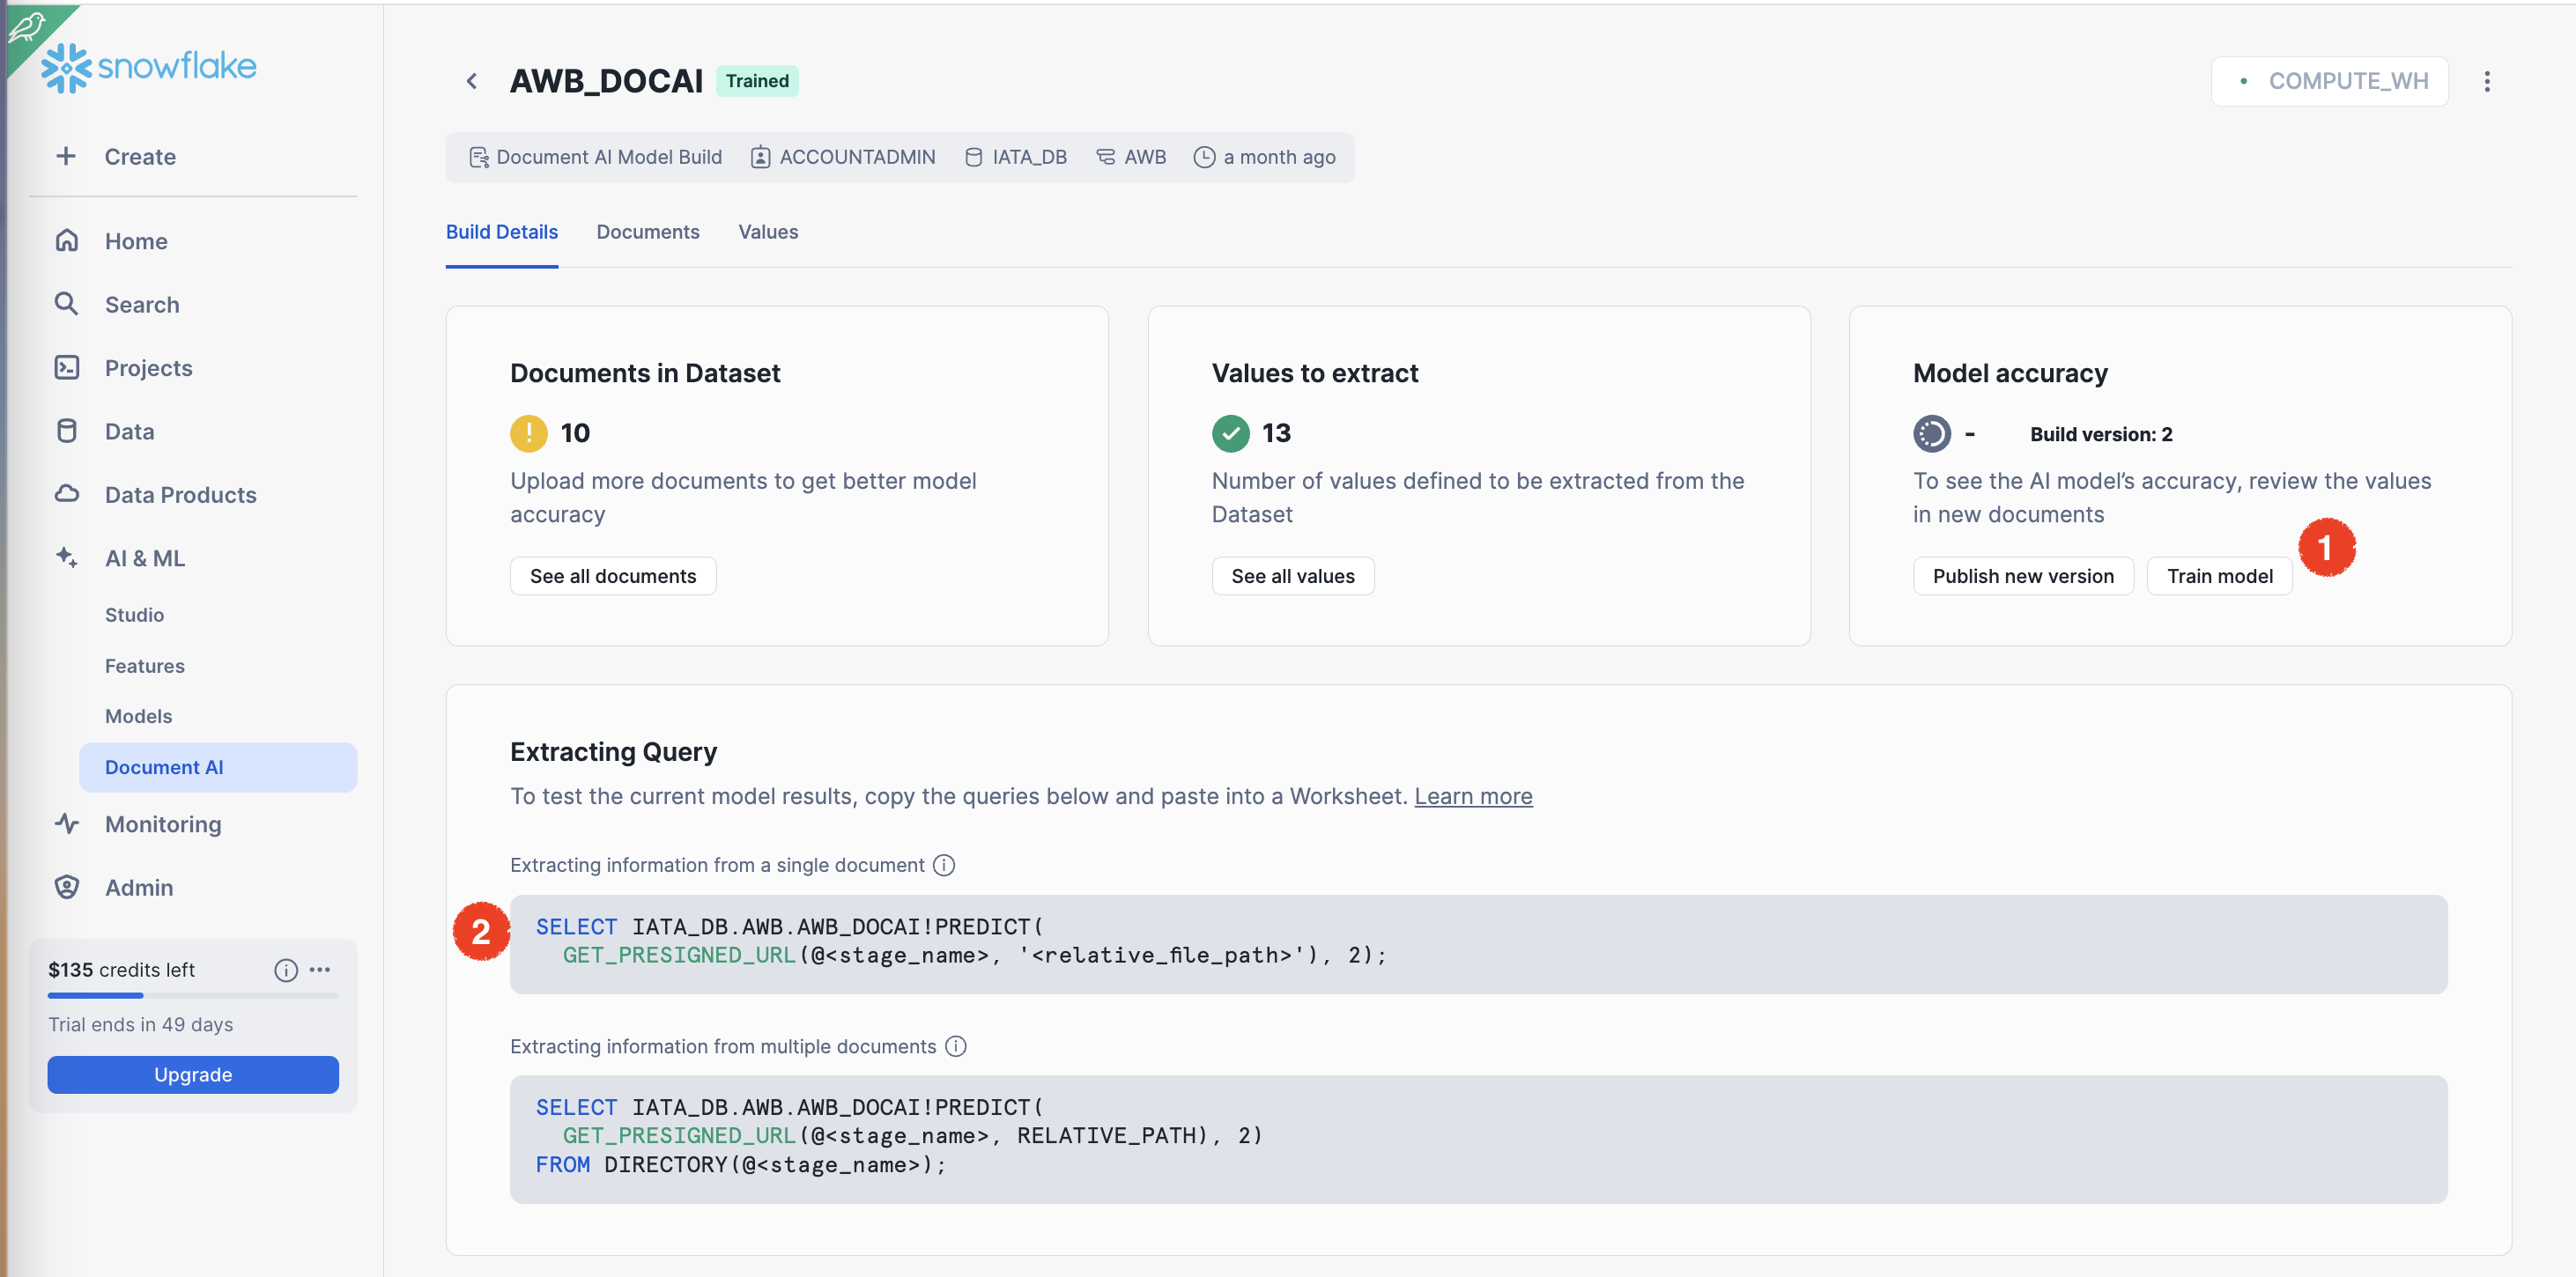 snowflake
Create
Home
Search
Projects
Data
Data Products
AI & ML
Studio
Features
Models
Document AI
Monitoring
Admin
$135 credits left
Trial ends in 49 days
Upgrade
AWB_DOCAI Trained
COMPUTE_WH
Document AI Model Build ACCOUNTADMIN IATA_DB AWB a month ago
Build Details Documents Values
Documents in Dataset
! 10
Upload more documents to get better model
accuracy
See all documents
Values to extract
13
Number of values defined to be extracted from the
Dataset
See all values
Model accuracy
- Build version: 2
To see the AI model’s accuracy, review the values
in new documents
1
Publish new version Train model
Extracting Query
To test the current model results, copy the queries below and paste into a Worksheet. Learn more
Extracting information from a single document
2
SELECT IATA_DB.AWB.AWB_DOCAI!PREDICT(
GET_PRESIGNED_URL(@<stage_name>, '<relative_file_path>'), 2);
Extracting information from multiple documents
SELECT IATA_DB.AWB.AWB_DOCAI!PREDICT(
GET_PRESIGNED_URL(@<stage_name>, RELATIVE_PATH), 2)
FROM DIRECTORY(@<stage_name>);